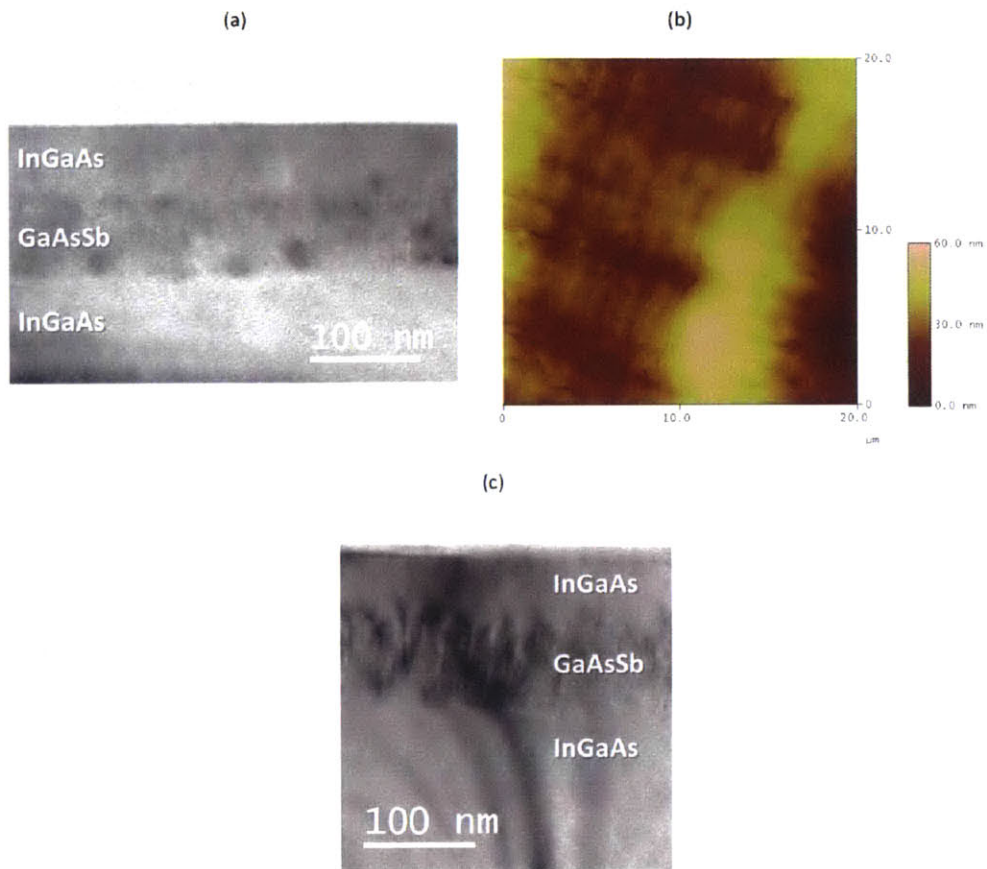 (a)
(b)
InGaAs
GaAsSb
InGaAs
100 nm
20.0
10.0
0
0
10.0
20.0
μm
60.0 nm
30.0 nm
0.0 nm
(c)
InGaAs
GaAsSb
InGaAs
100 nm